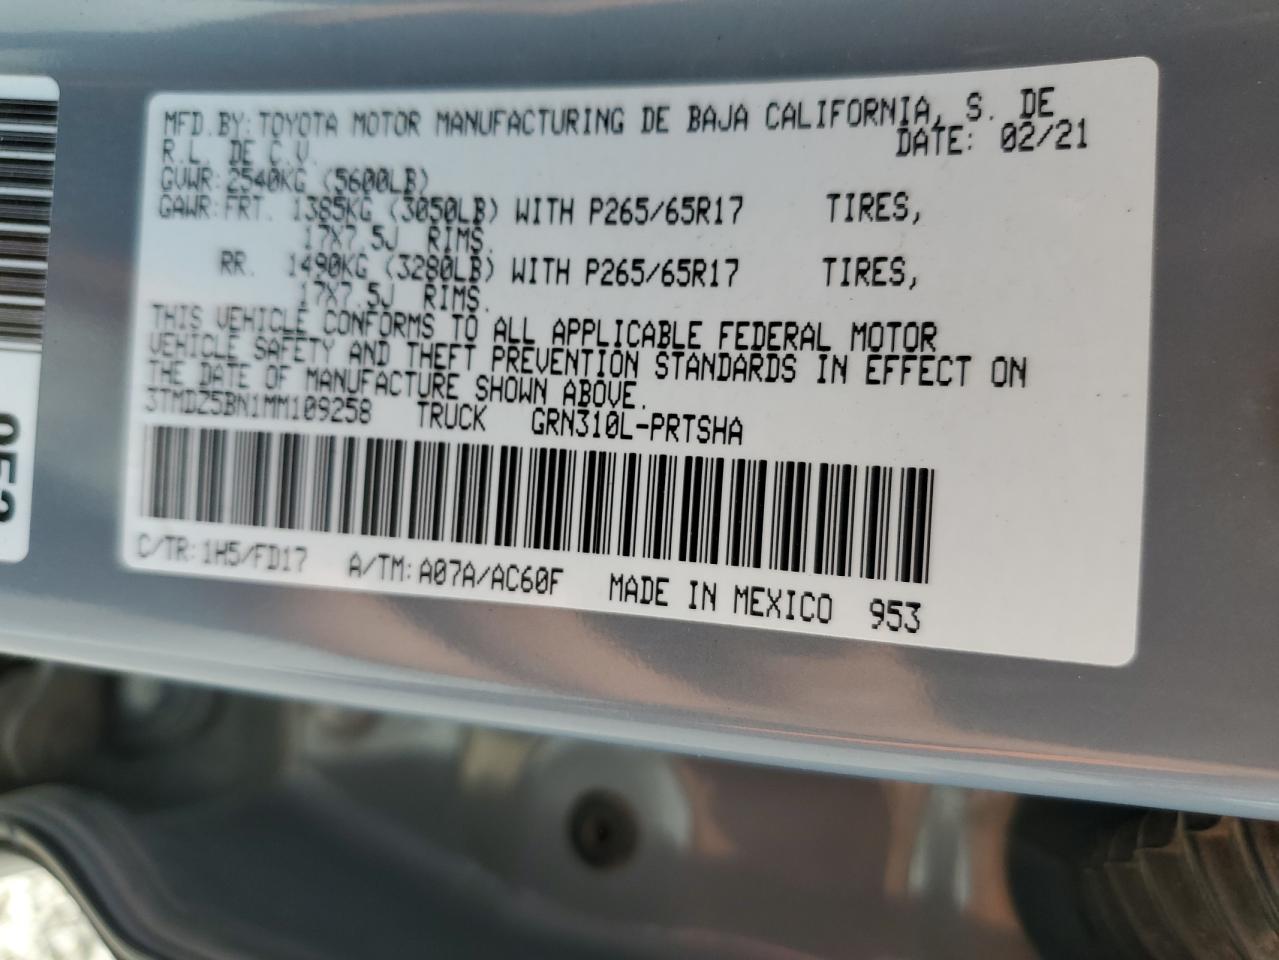 MFD.BY:TOYOTA MOTOR MANUFACTURING DE BAJA CALIFORNIA, S. DE
R.L. DE C.V. DATE: 02/21
GVWR:2540KG (5600LB)
GAWR:FRT. 1385KG (3050LB) WITH P265/65R17 TIRES,
17X7.5J RIMS.
RR. 1490KG (3280LB) WITH P265/65R17 TIRES,
17X7.5J RIMS.
THIS VEHICLE CONFORMS TO ALL APPLICABLE FEDERAL MOTOR
VEHICLE SAFETY AND THEFT PREVENTION STANDARDS IN EFFECT ON
THE DATE OF MANUFACTURE SHOWN ABOVE.
3TMDZ5BN1MM109258 TRUCK GRN310L-PRTSHA
C/TR:1H5/FD17 A/TM:A07A/AC60F MADE IN MEXICO 953